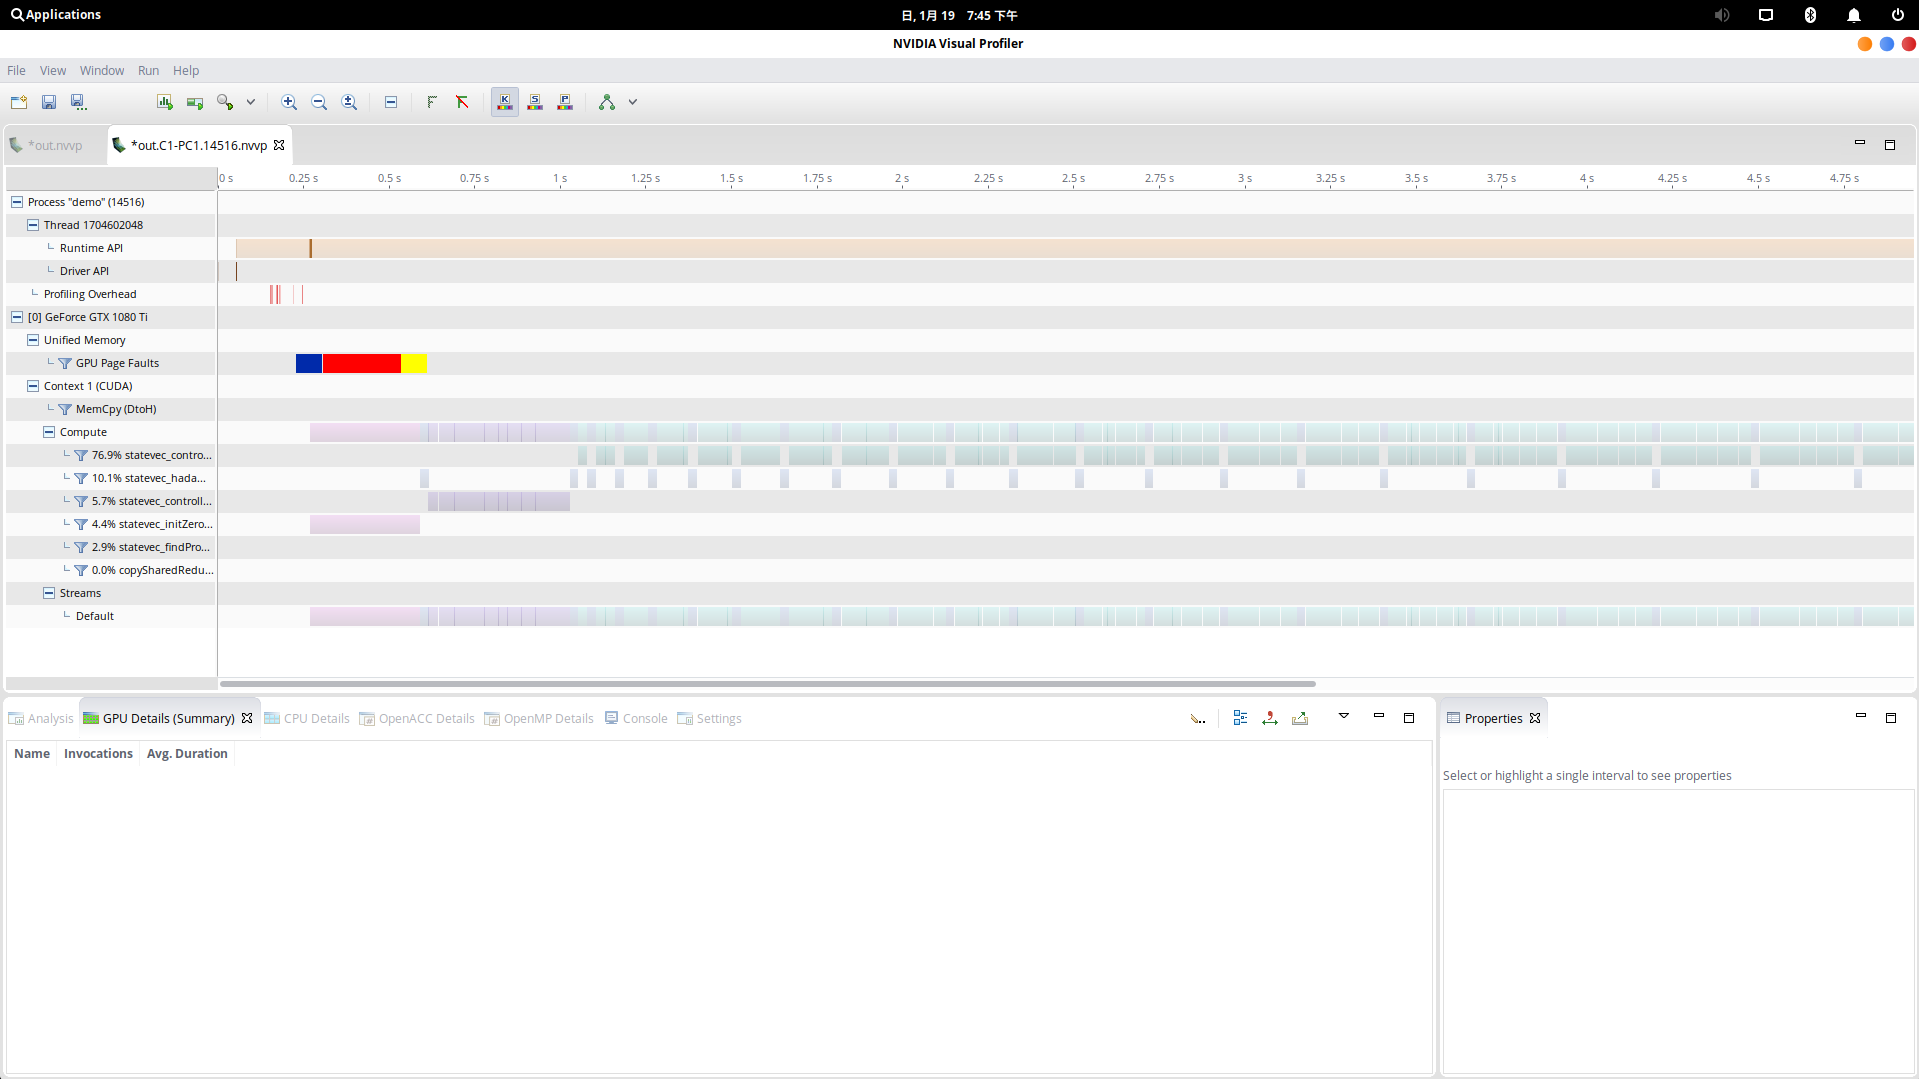 Applications
日, 1月 19 7:45 下午
NVIDIA Visual Profiler
File View Window Run Help
*out.nvvp *out.C1-PC1.14516.nvvp
0 s 0.25 s 0.5 s 0.75 s 1 s 1.25 s 1.5 s 1.75 s 2 s 2.25 s 2.5 s 2.75 s 3 s 3.25 s 3.5 s 3.75 s 4 s 4.25 s 4.5 s 4.75 s
Process "demo" (14516)
Thread 1704602048
Runtime API
Driver API
Profiling Overhead
[0] GeForce GTX 1080 Ti
Unified Memory
GPU Page Faults
Context 1 (CUDA)
MemCpy (DtoH)
Compute
76.9% statevec_contro...
10.1% statevec_hada...
5.7% statevec_controll...
4.4% statevec_initZero...
2.9% statevec_findPro...
0.0% copySharedRedu...
Streams
Default
Analysis GPU Details (Summary) CPU Details OpenACC Details OpenMP Details Console Settings
Name Invocations Avg. Duration
Properties
Select or highlight a single interval to see properties